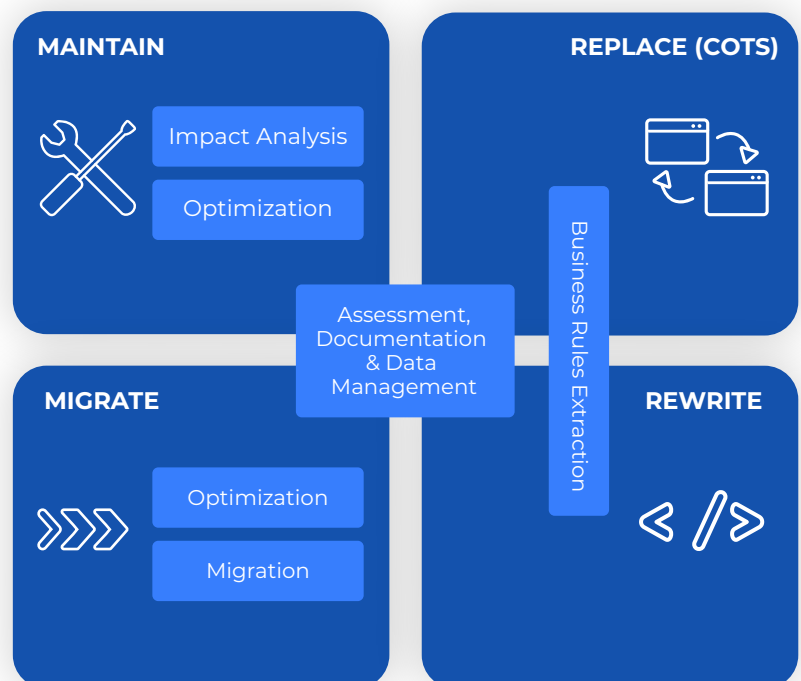 MAINTAIN
Impact Analysis
Optimization
REPLACE (COTS)
Business Rules Extraction
Assessment,
Documentation
& Data
Management
MIGRATE
Optimization
Migration
REWRITE